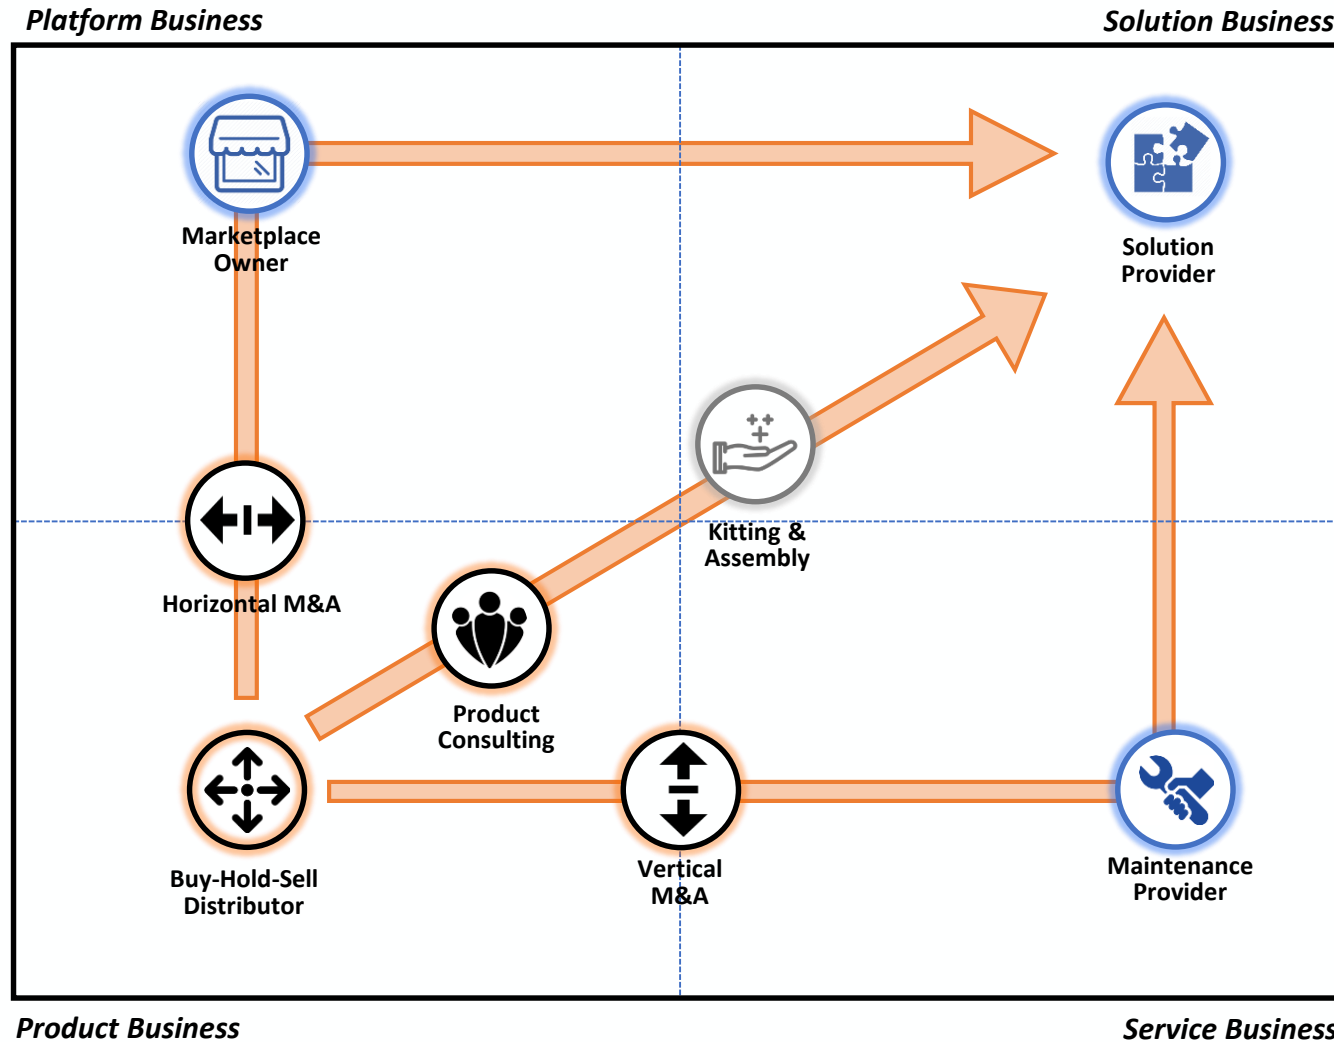 Platform Business
Solution Business
Marketplace
Owner
Solution
Provider
Kitting &
Assembly
Horizontal M&A
Product
Consulting
Buy-Hold-Sell
Distributor
Vertical
M&A
Maintenance
Provider
Product Business
Service Business